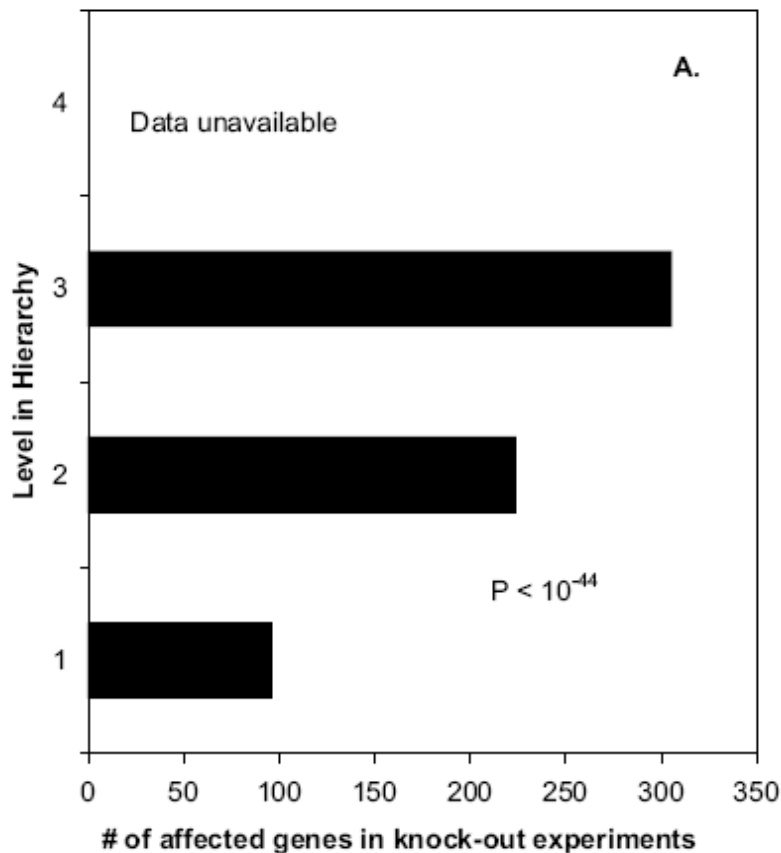 A.
4
Data unavailable
3
Level in Hierarchy
2
P < 10⁻⁴⁴
1
0 50 100 150 200 250 300 350
# of affected genes in knock-out experiments